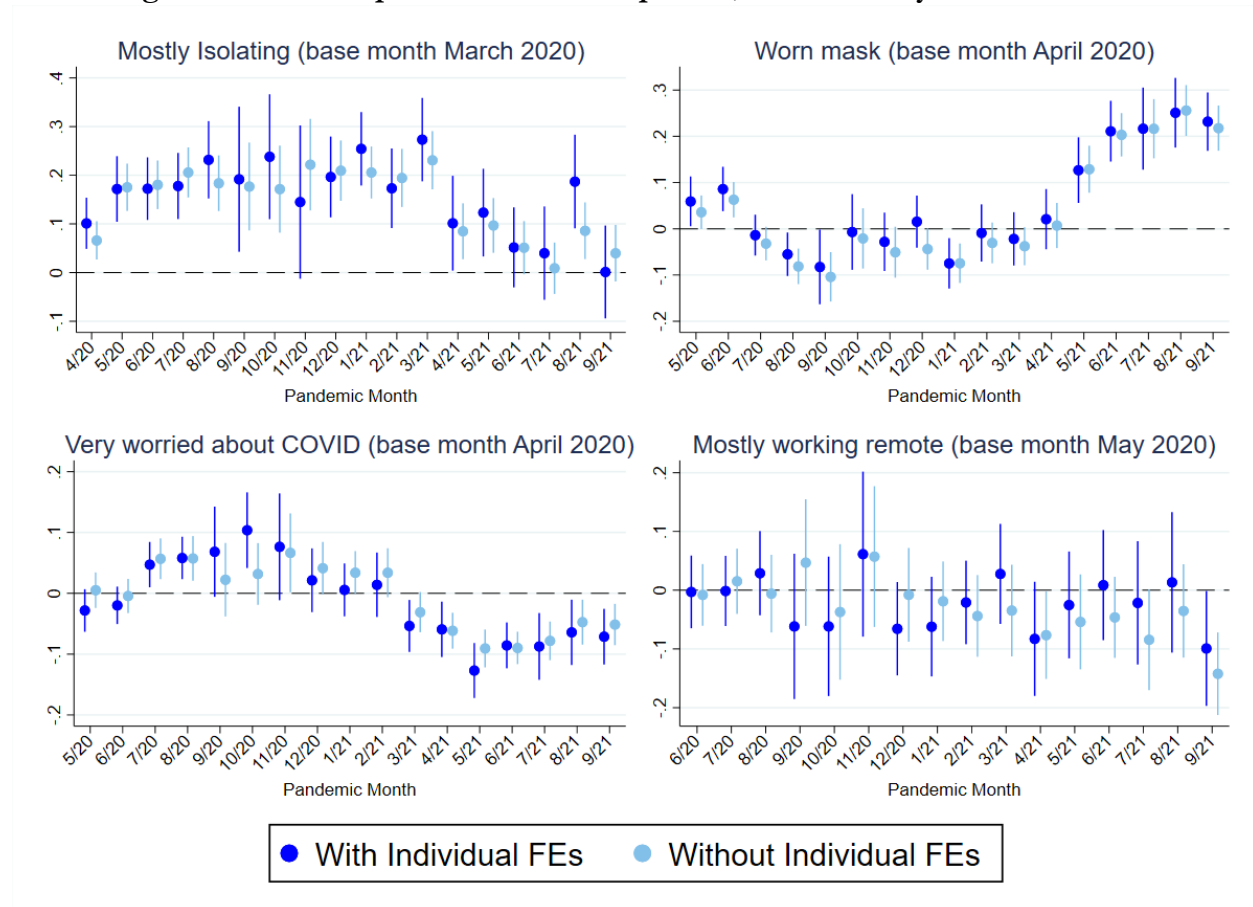 Mostly Isolating (base month March 2020)
.4
.3
.2
.1
0
-.1
4/20 5/20 6/20 7/20 8/20 9/20 10/20 11/20 12/20 1/21 2/21 3/21 4/21 5/21 6/21 7/21 8/21 9/21
Pandemic Month
Worn mask (base month April 2020)
.3
.2
.1
0
-.1
-.2
5/20 6/20 7/20 8/20 9/20 10/20 11/20 12/20 1/21 2/21 3/21 4/21 5/21 6/21 7/21 8/21 9/21
Pandemic Month
Very worried about COVID (base month April 2020)
.2
.1
0
-.1
-.2
5/20 6/20 7/20 8/20 9/20 10/20 11/20 12/20 1/21 2/21 3/21 4/21 5/21 6/21 7/21 8/21 9/21
Pandemic Month
Mostly working remote (base month May 2020)
.2
.1
0
-.1
-.2
6/20 7/20 8/20 9/20 10/20 11/20 12/20 1/21 2/21 3/21 4/21 5/21 6/21 7/21 8/21 9/21
Pandemic Month
With Individual FEs Without Individual FEs